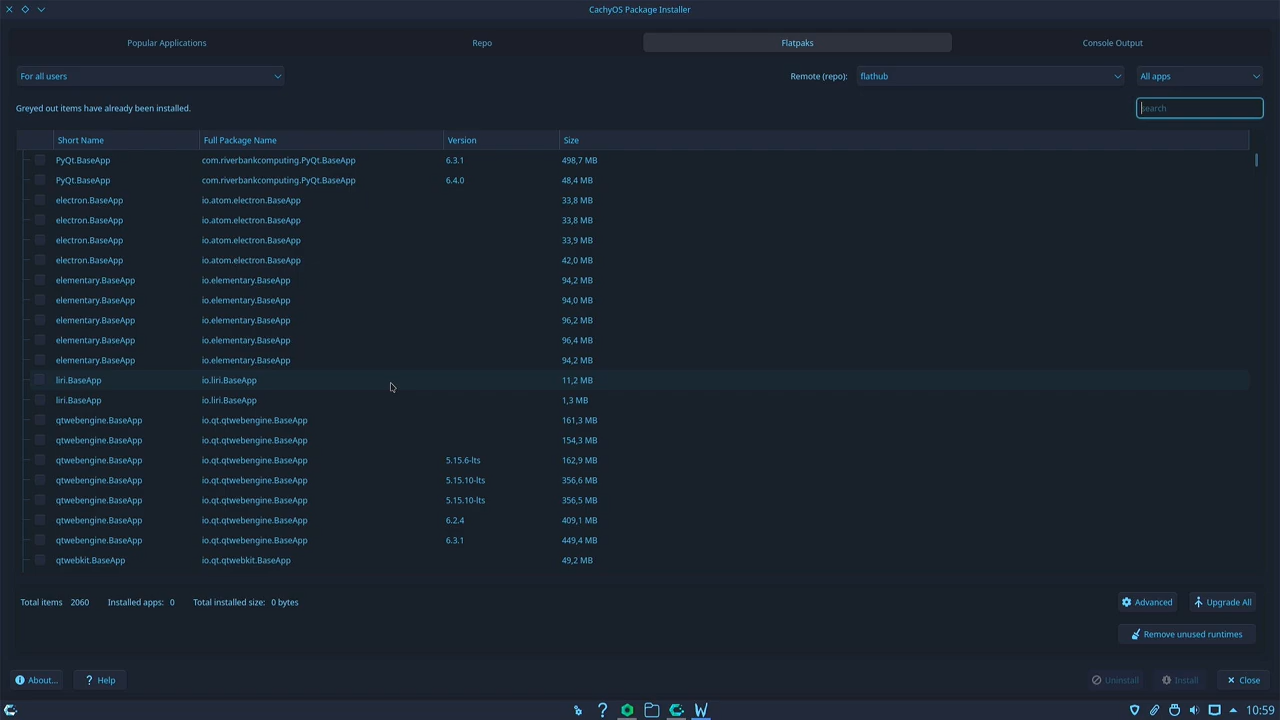 CachyOS Package Installer
Popular Applications Repo Flatpaks Console Output
For all users Remote (repo): flathub All apps
Greyed out items have already been installed. search
Short Name Full Package Name Version Size
PyQt.BaseApp com.riverbankcomputing.PyQt.BaseApp 6.3.1 498,7 MB
PyQt.BaseApp com.riverbankcomputing.PyQt.BaseApp 6.4.0 48,4 MB
electron.BaseApp io.atom.electron.BaseApp 33,8 MB
electron.BaseApp io.atom.electron.BaseApp 33,8 MB
electron.BaseApp io.atom.electron.BaseApp 33,9 MB
electron.BaseApp io.atom.electron.BaseApp 42,0 MB
elementary.BaseApp io.elementary.BaseApp 94,2 MB
elementary.BaseApp io.elementary.BaseApp 94,0 MB
elementary.BaseApp io.elementary.BaseApp 96,2 MB
elementary.BaseApp io.elementary.BaseApp 96,4 MB
elementary.BaseApp io.elementary.BaseApp 94,2 MB
liri.BaseApp io.liri.BaseApp 11,2 MB
liri.BaseApp io.liri.BaseApp 1,3 MB
qtwebengine.BaseApp io.qt.qtwebengine.BaseApp 161,3 MB
qtwebengine.BaseApp io.qt.qtwebengine.BaseApp 154,3 MB
qtwebengine.BaseApp io.qt.qtwebengine.BaseApp 5.15.6-lts 162,9 MB
qtwebengine.BaseApp io.qt.qtwebengine.BaseApp 5.15.10-lts 356,6 MB
qtwebengine.BaseApp io.qt.qtwebengine.BaseApp 5.15.10-lts 356,5 MB
qtwebengine.BaseApp io.qt.qtwebengine.BaseApp 6.2.4 409,1 MB
qtwebengine.BaseApp io.qt.qtwebengine.BaseApp 6.3.1 449,4 MB
qtwebkit.BaseApp io.qt.qtwebkit.BaseApp 49,2 MB
Total items 2060 Installed apps: 0 Total installed size: 0 bytes Advanced Upgrade All
Remove unused runtimes
About... Help Uninstall Install Close
10:59